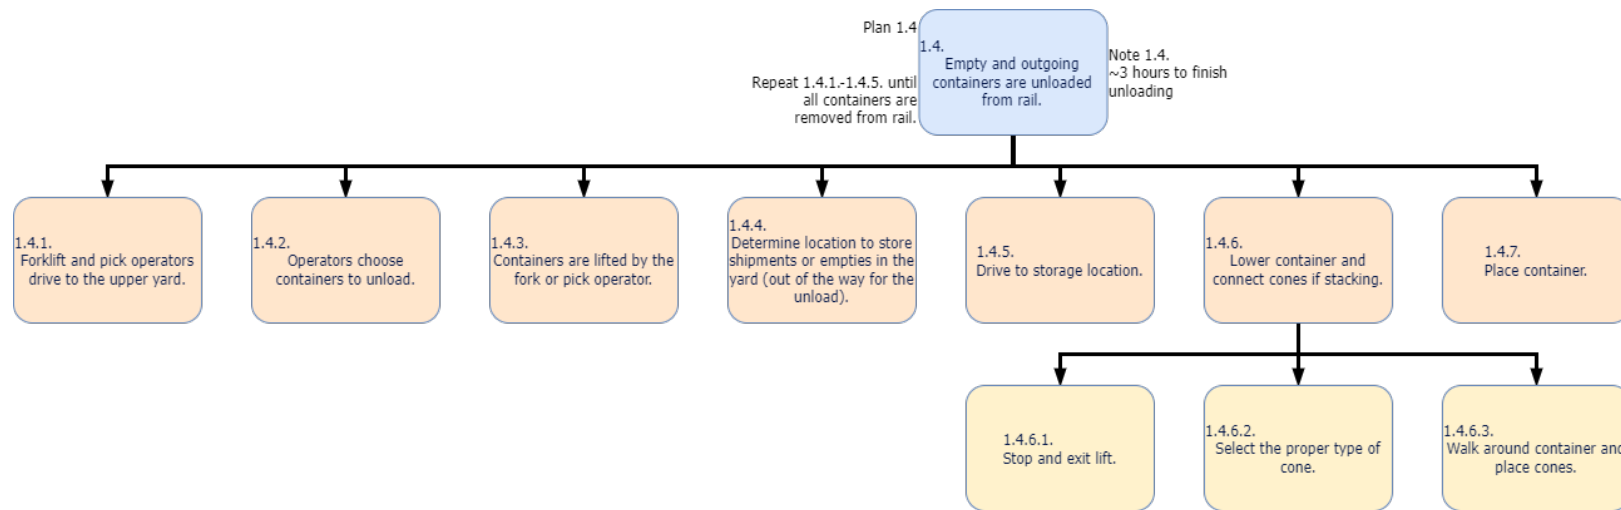 Plan 1.4
Repeat 1.4.1.-1.4.5. until
all containers are
removed from rail.
1.4.
Empty and outgoing
containers are unloaded
from rail.
Note 1.4.
~3 hours to finish
unloading
1.4.1.
Forklift and pick operators
drive to the upper yard.
1.4.2.
Operators choose
containers to unload.
1.4.3.
Containers are lifted by the
fork or pick operator.
1.4.4.
Determine location to store
shipments or empties in the
yard (out of the way for the
unload).
1.4.5.
Drive to storage location.
1.4.6.
Lower container and
connect cones if stacking.
1.4.7.
Place container.
1.4.6.1.
Stop and exit lift.
1.4.6.2.
Select the proper type of
cone.
1.4.6.3.
Walk around container and
place cones.